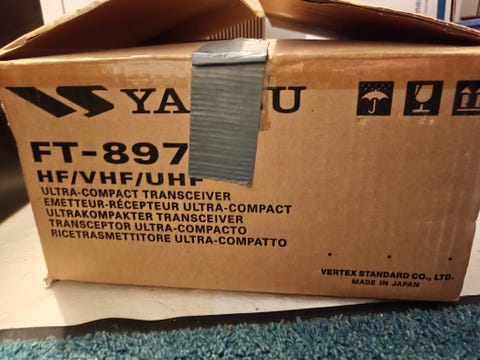 YA U
FT-897
HF/VHF/UHF
ULTRA-COMPACT TRANSCEIVER
EMETTEUR-RÉCEPTEUR ULTRA-COMPACT
ULTRAKOMPAKTER TRANSCEIVER
TRANSCEPTOR ULTRA-COMPACTO
RICETRASMETTITORE ULTRA-COMPATTO
VERTEX STANDARD CO., LTD.
MADE IN JAPAN